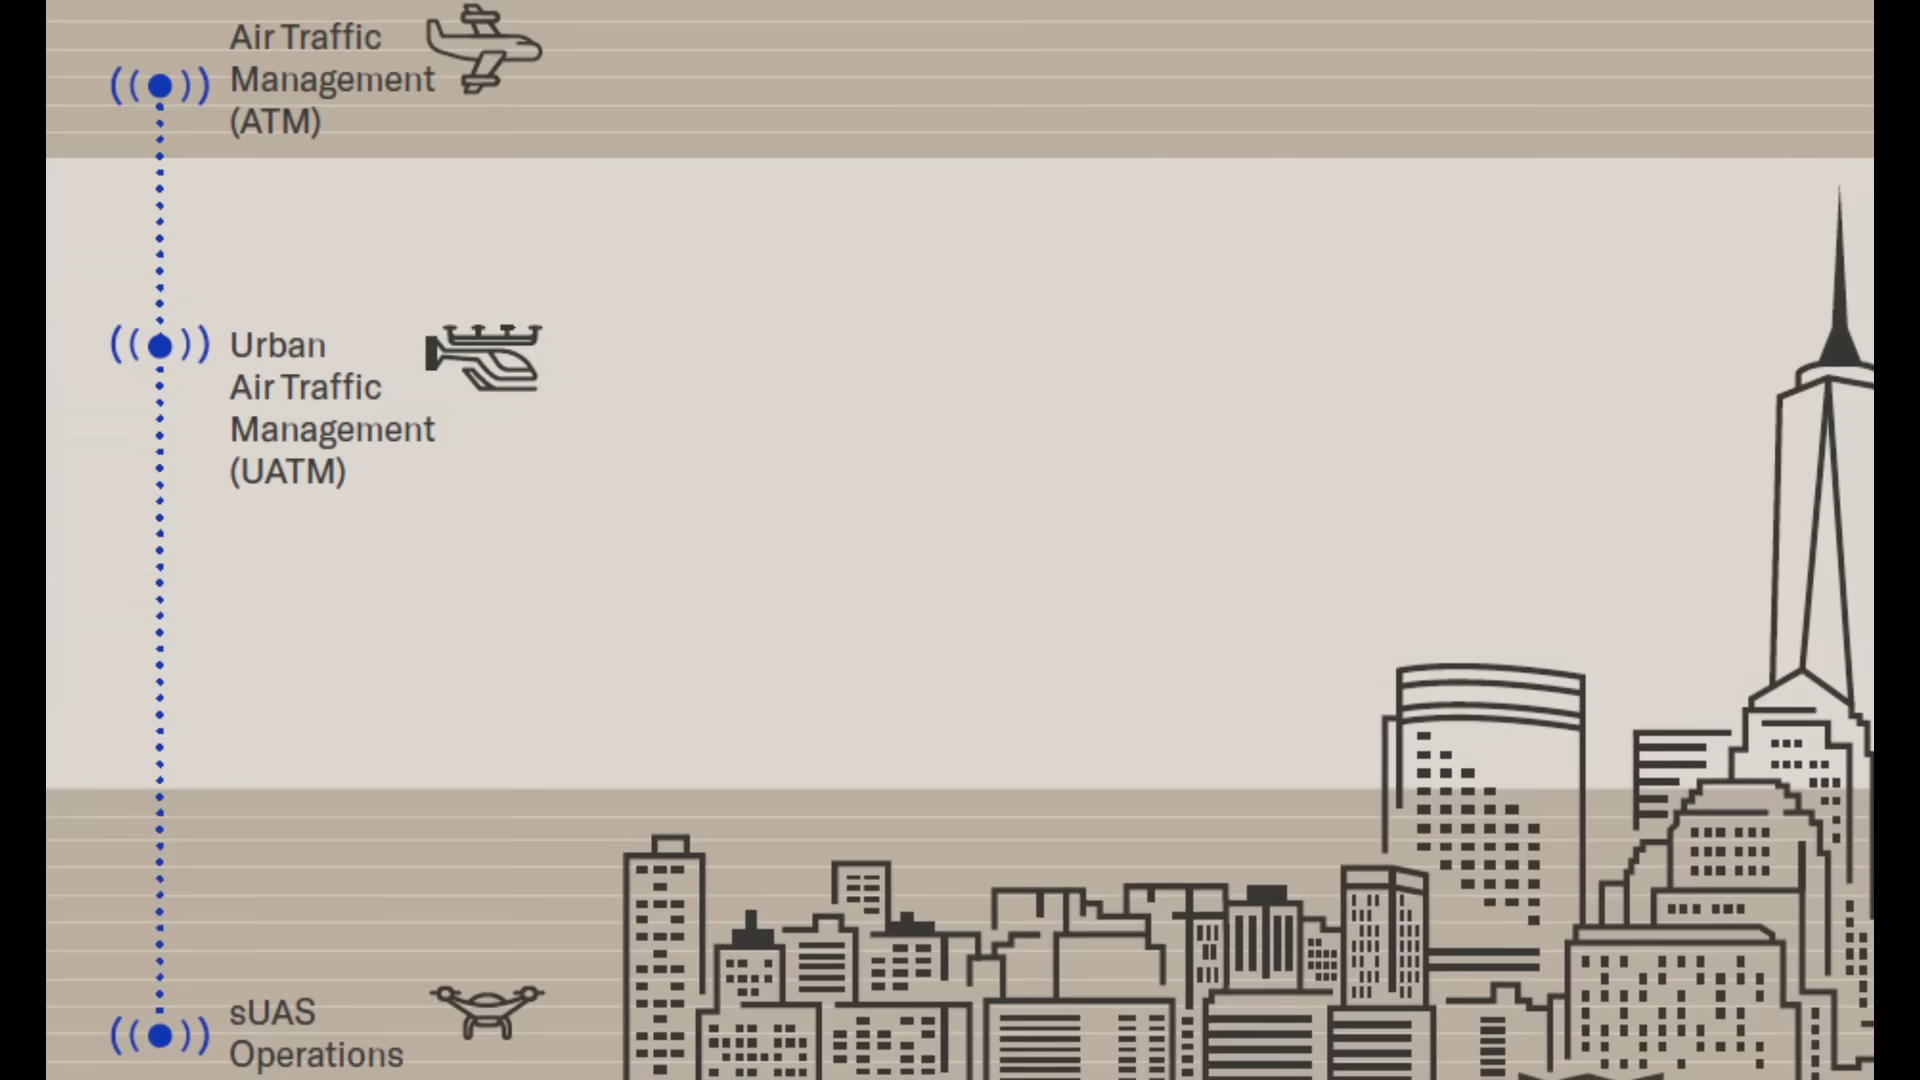 Air Traffic
Management
(ATM)
Urban
Air Traffic
Management
(UATM)
sUAS
Operations